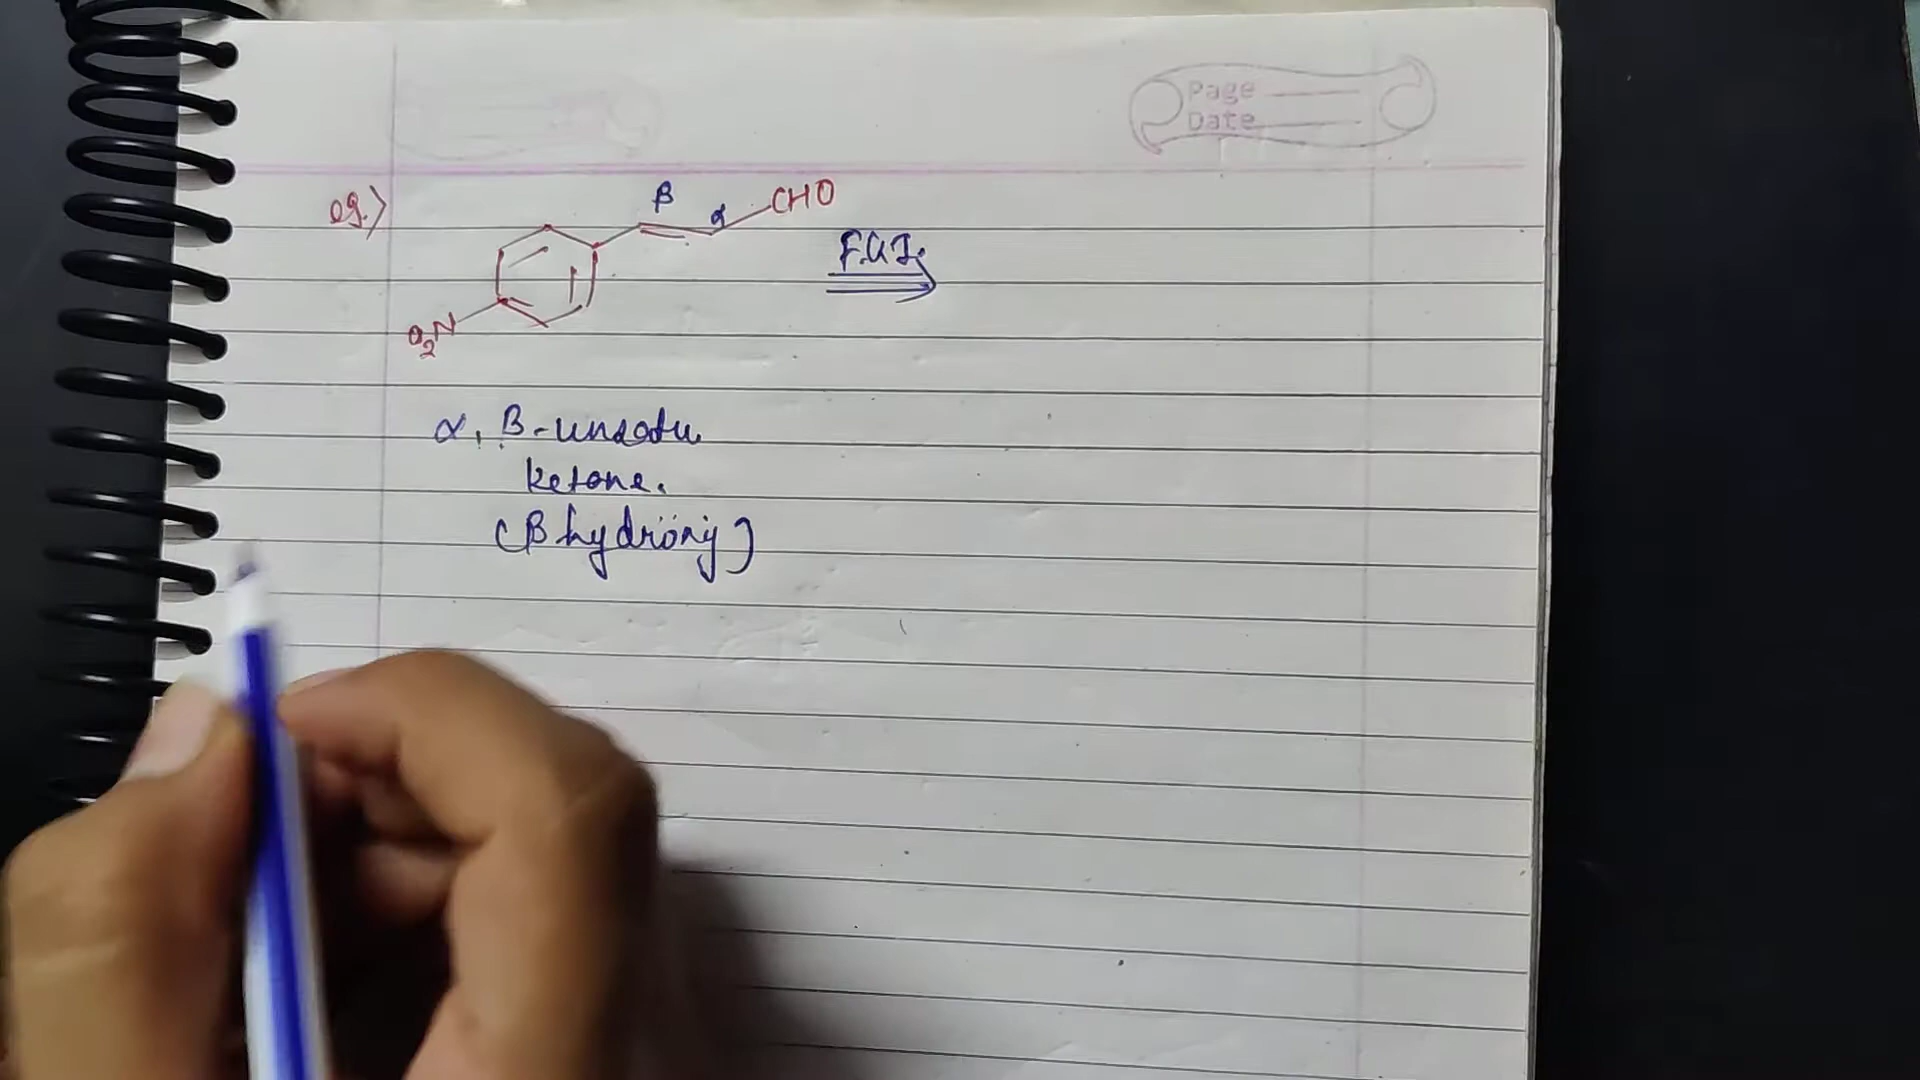 Page
Date
eg.)
β
α
CHO
F.G.I.
O₂N
α, β-unsatu
ketone.
(β hydroxy)